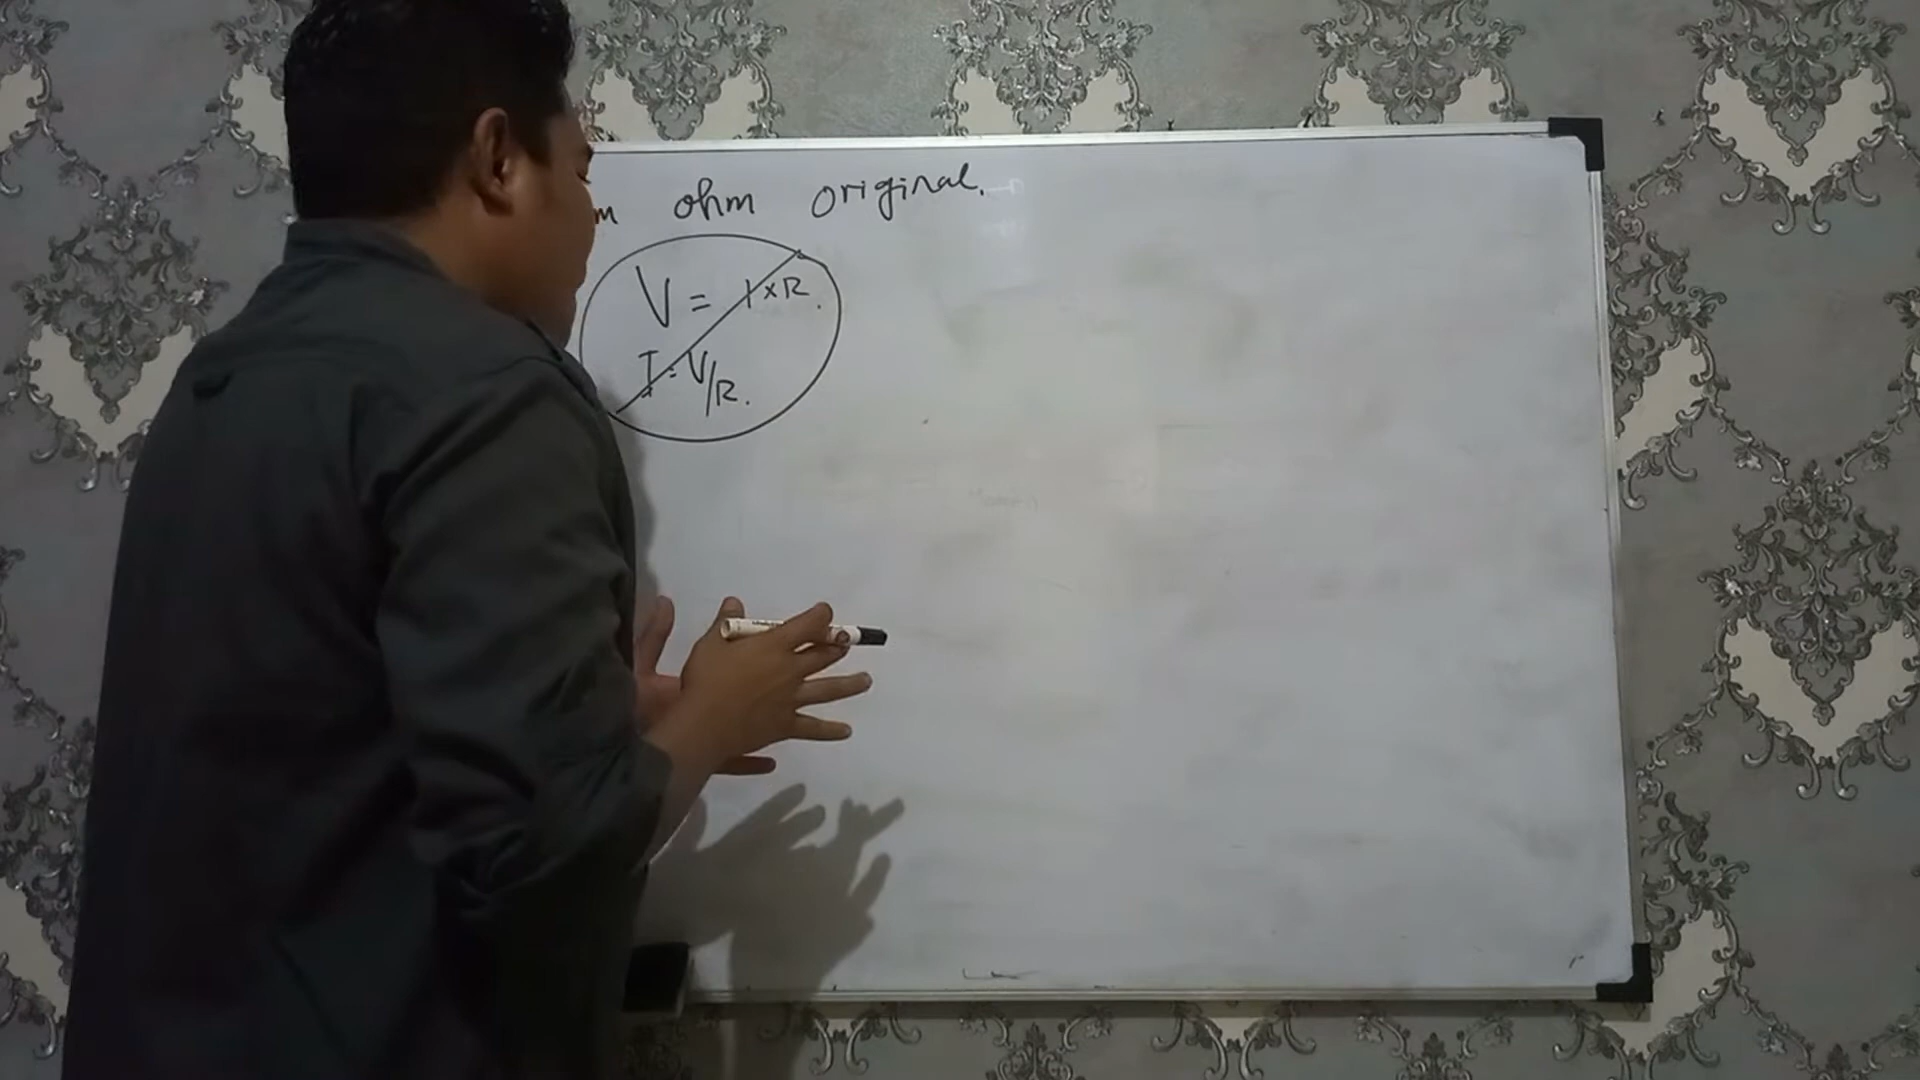 m ohm original.
V = I x R.
I = V/R.